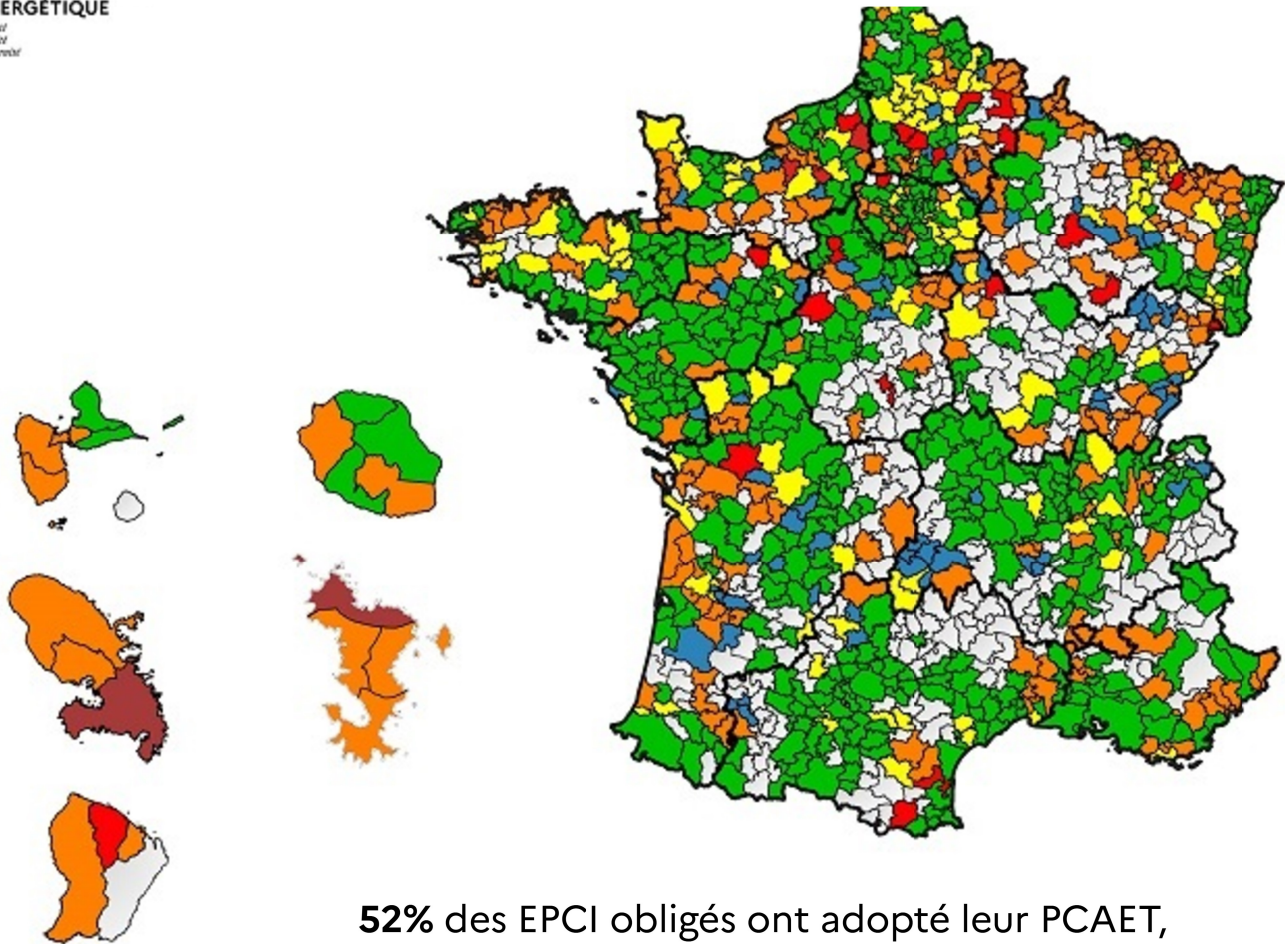 ERGÉTIQUE
52% des EPCI obligés ont adopté leur PCAET,